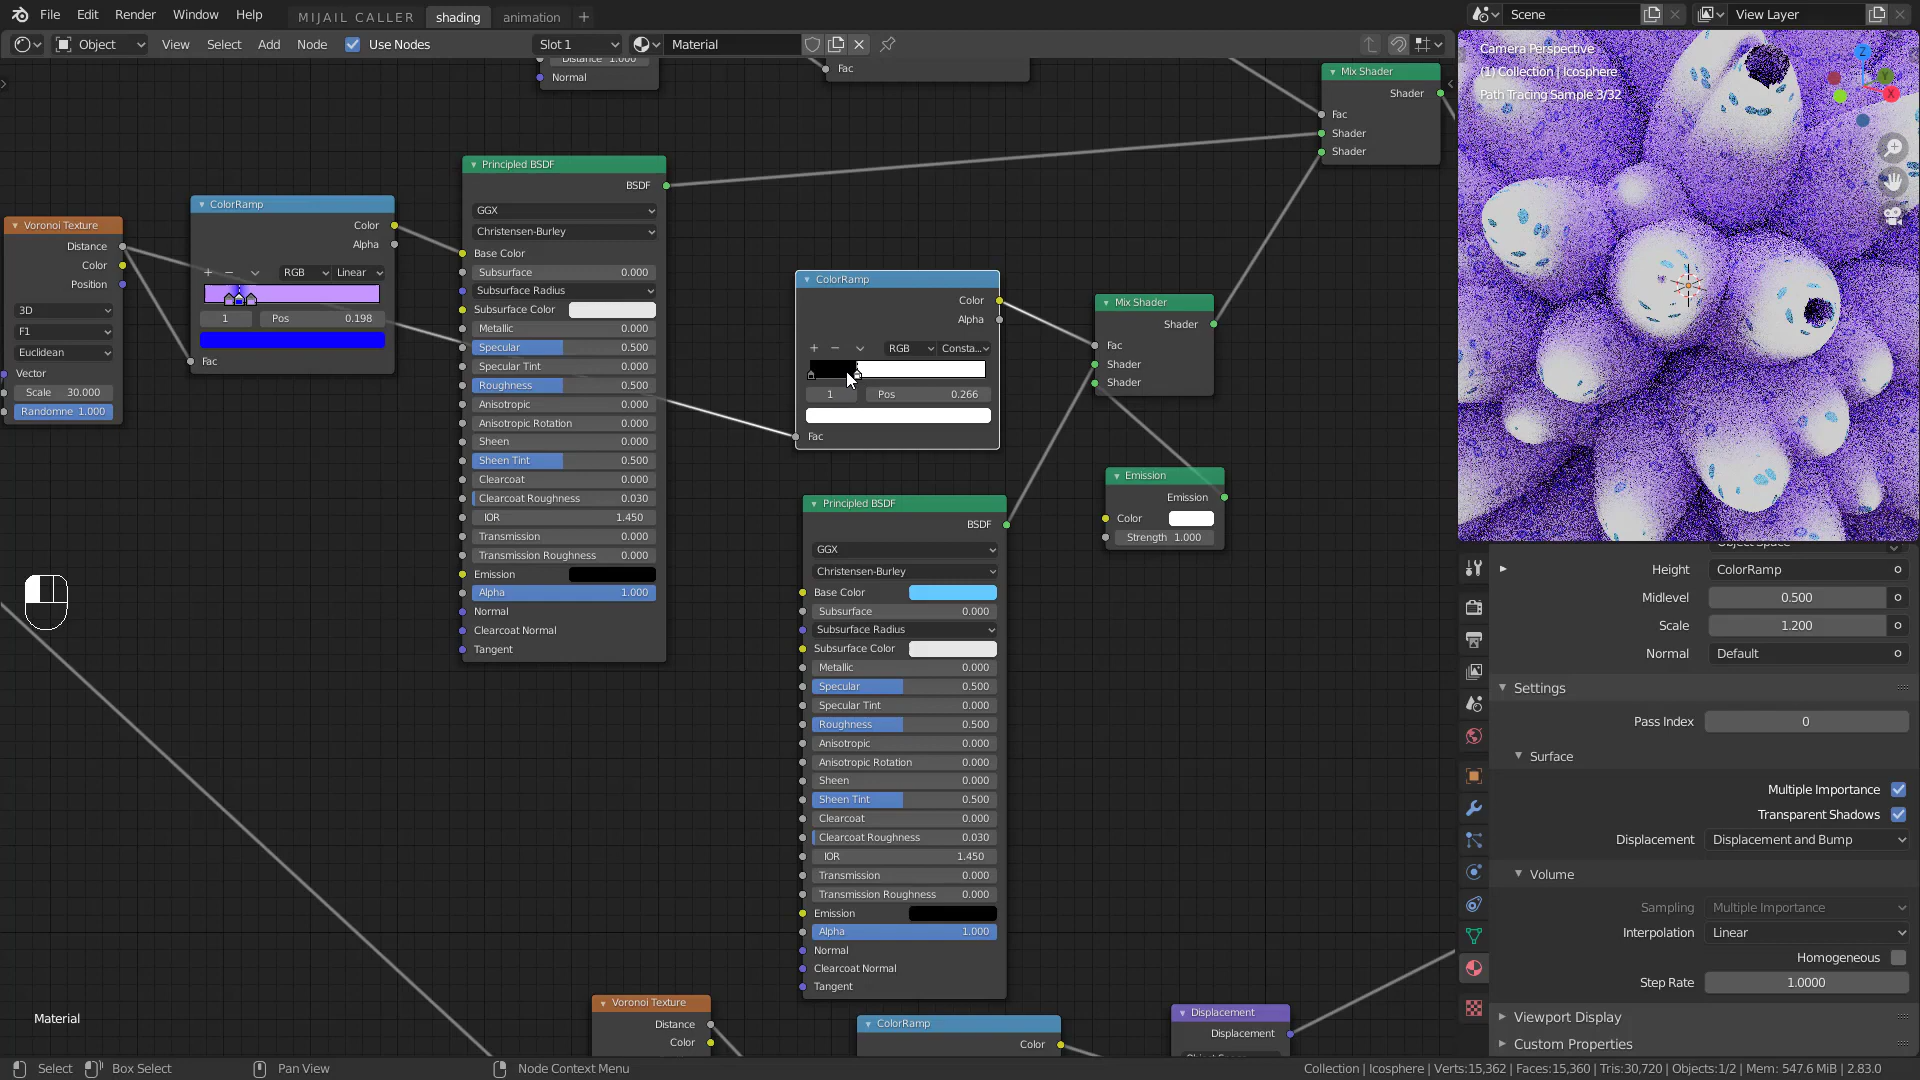 File Edit Render Window Help MIJAIL CALLER shading animation + Scene View Layer
Object View Select Add Node Use Nodes Slot 1 Material
Normal
Fac
Mix Shader
Shader
Fac
Shader
Shader
Voronoi Texture
Distance
Color
Position
3D
F1
Euclidean
Vector
Scale 30.000
Randomne 1.000
ColorRamp
Color
Alpha
RGB Linear
1 Pos 0.198
Fac
Principled BSDF
BSDF
GGX
Christensen-Burley
Base Color
Subsurface 0.000
Subsurface Radius
Subsurface Color
Metallic 0.000
Specular 0.500
Specular Tint 0.000
Roughness 0.500
Anisotropic 0.000
Anisotropic Rotation 0.000
Sheen 0.000
Sheen Tint 0.500
Clearcoat 0.000
Clearcoat Roughness 0.030
IOR 1.450
Transmission 0.000
Transmission Roughness 0.000
Emission
Alpha 1.000
Normal
Clearcoat Normal
Tangent
ColorRamp
Color
Alpha
RGB Consta...
1 Pos 0.266
Fac
Mix Shader
Shader
Fac
Shader
Shader
Emission
Emission
Color
Strength 1.000
Principled BSDF
BSDF
GGX
Christensen-Burley
Base Color
Subsurface 0.000
Subsurface Radius
Subsurface Color
Metallic 0.000
Specular 0.500
Specular Tint 0.000
Roughness 0.500
Anisotropic 0.000
Anisotropic Rotation 0.000
Sheen 0.000
Sheen Tint 0.500
Clearcoat 0.000
Clearcoat Roughness 0.030
IOR 1.450
Transmission 0.000
Transmission Roughness 0.000
Emission
Alpha 1.000
Normal
Clearcoat Normal
Tangent
Voronoi Texture
Distance
Color
ColorRamp
Color
Displacement
Displacement
Material
Camera Perspective
(1) Collection | Icosphere
Path Tracing Sample 3/32
Z
Y
X
Height ColorRamp
Midlevel 0.500
Scale 1.200
Normal Default
Settings
Pass Index 0
Surface
Multiple Importance
Transparent Shadows
Displacement Displacement and Bump
Volume
Sampling Multiple Importance
Interpolation Linear
Homogeneous
Step Rate 1.0000
Viewport Display
Custom Properties
Select Box Select Pan View Node Context Menu Collection | Icosphere | Verts:15,362 | Faces:15,360 | Tris:30,720 | Objects:1/2 | Mem: 547.6 MiB | 2.83.0